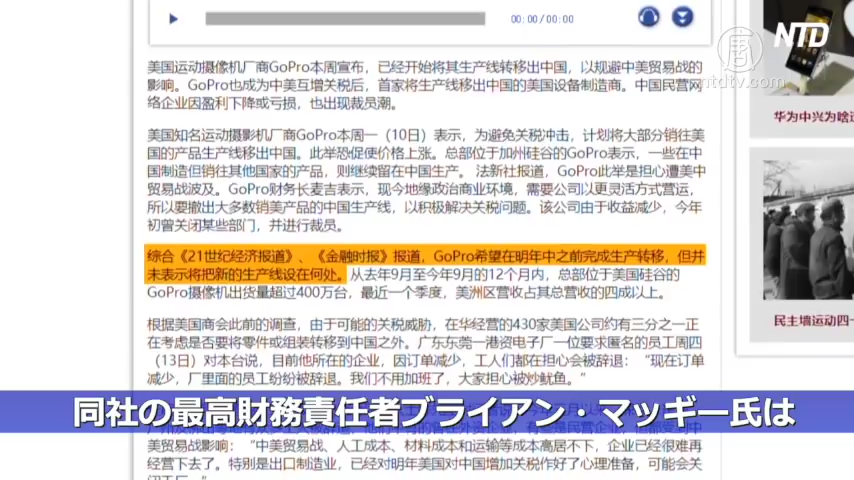 00:00/00:00
NTD
唐
ntdtv.com
美国运动摄像机厂商GoPro本周宣布，已经开始将其生产线转移出中国，以规避中美贸易战的
影响。GoPro也成为中美互增关税后，首家将生产线移出中国的美国设备制造商。中国民营网
络企业因盈利下降或亏损，也出现裁员潮。
美国知名运动摄影机厂商GoPro本周一（10日）表示，为避免关税冲击，计划将大部分销往美
国的产品生产线移出中国。此举恐促使价格上涨。总部位于加州硅谷的GoPro表示，一些在中
国制造但销往其他国家的产品，则继续留在中国生产。 法新社报道，GoPro此举是担心遭美中
贸易战波及。GoPro财务长麦吉表示，现今地缘政治商业环境，需要公司以更灵活方式营运，
所以要撤出大多数销美产品的中国生产线，以积极解决关税问题。该公司由于收益减少，今年
初曾关闭某些部门，并进行裁员。
综合《21世纪经济报道》、《金融时报》报道，GoPro希望在明年中之前完成生产转移，但并
未表示将把新的生产线设在何处。从去年9月至今年9月的12个月内，总部位于美国硅谷的
GoPro摄像机出货量超过400万台，最近一个季度，美洲区营收占其总营收的四成以上。
根据美国商会此前的调查，由于可能的关税威胁，在华经营的430家美国公司约有三分之一正
在考虑是否要将零件或组装转移到中国之外。广东东莞一港资电子厂一位要求匿名的员工周四
（13日）对本台说，目前他所在的企业，因订单减少，工人们都在担心会被辞退：“现在订单
减少，厂里面的员工纷纷被辞退。我们不用加班了，大家担心被炒鱿鱼。”
同社の最高財務責任者ブライアン・マッギー氏は
易贸易战影响：“中美贸易战、人工成本、材料成本和运输等成本高居不下，企业已经很难再
经营下去了。特别是出口制造业，已经对明年美国对中国增加关税作好了心理准备，可能会关
华为中兴为啥
民主墙运动四十